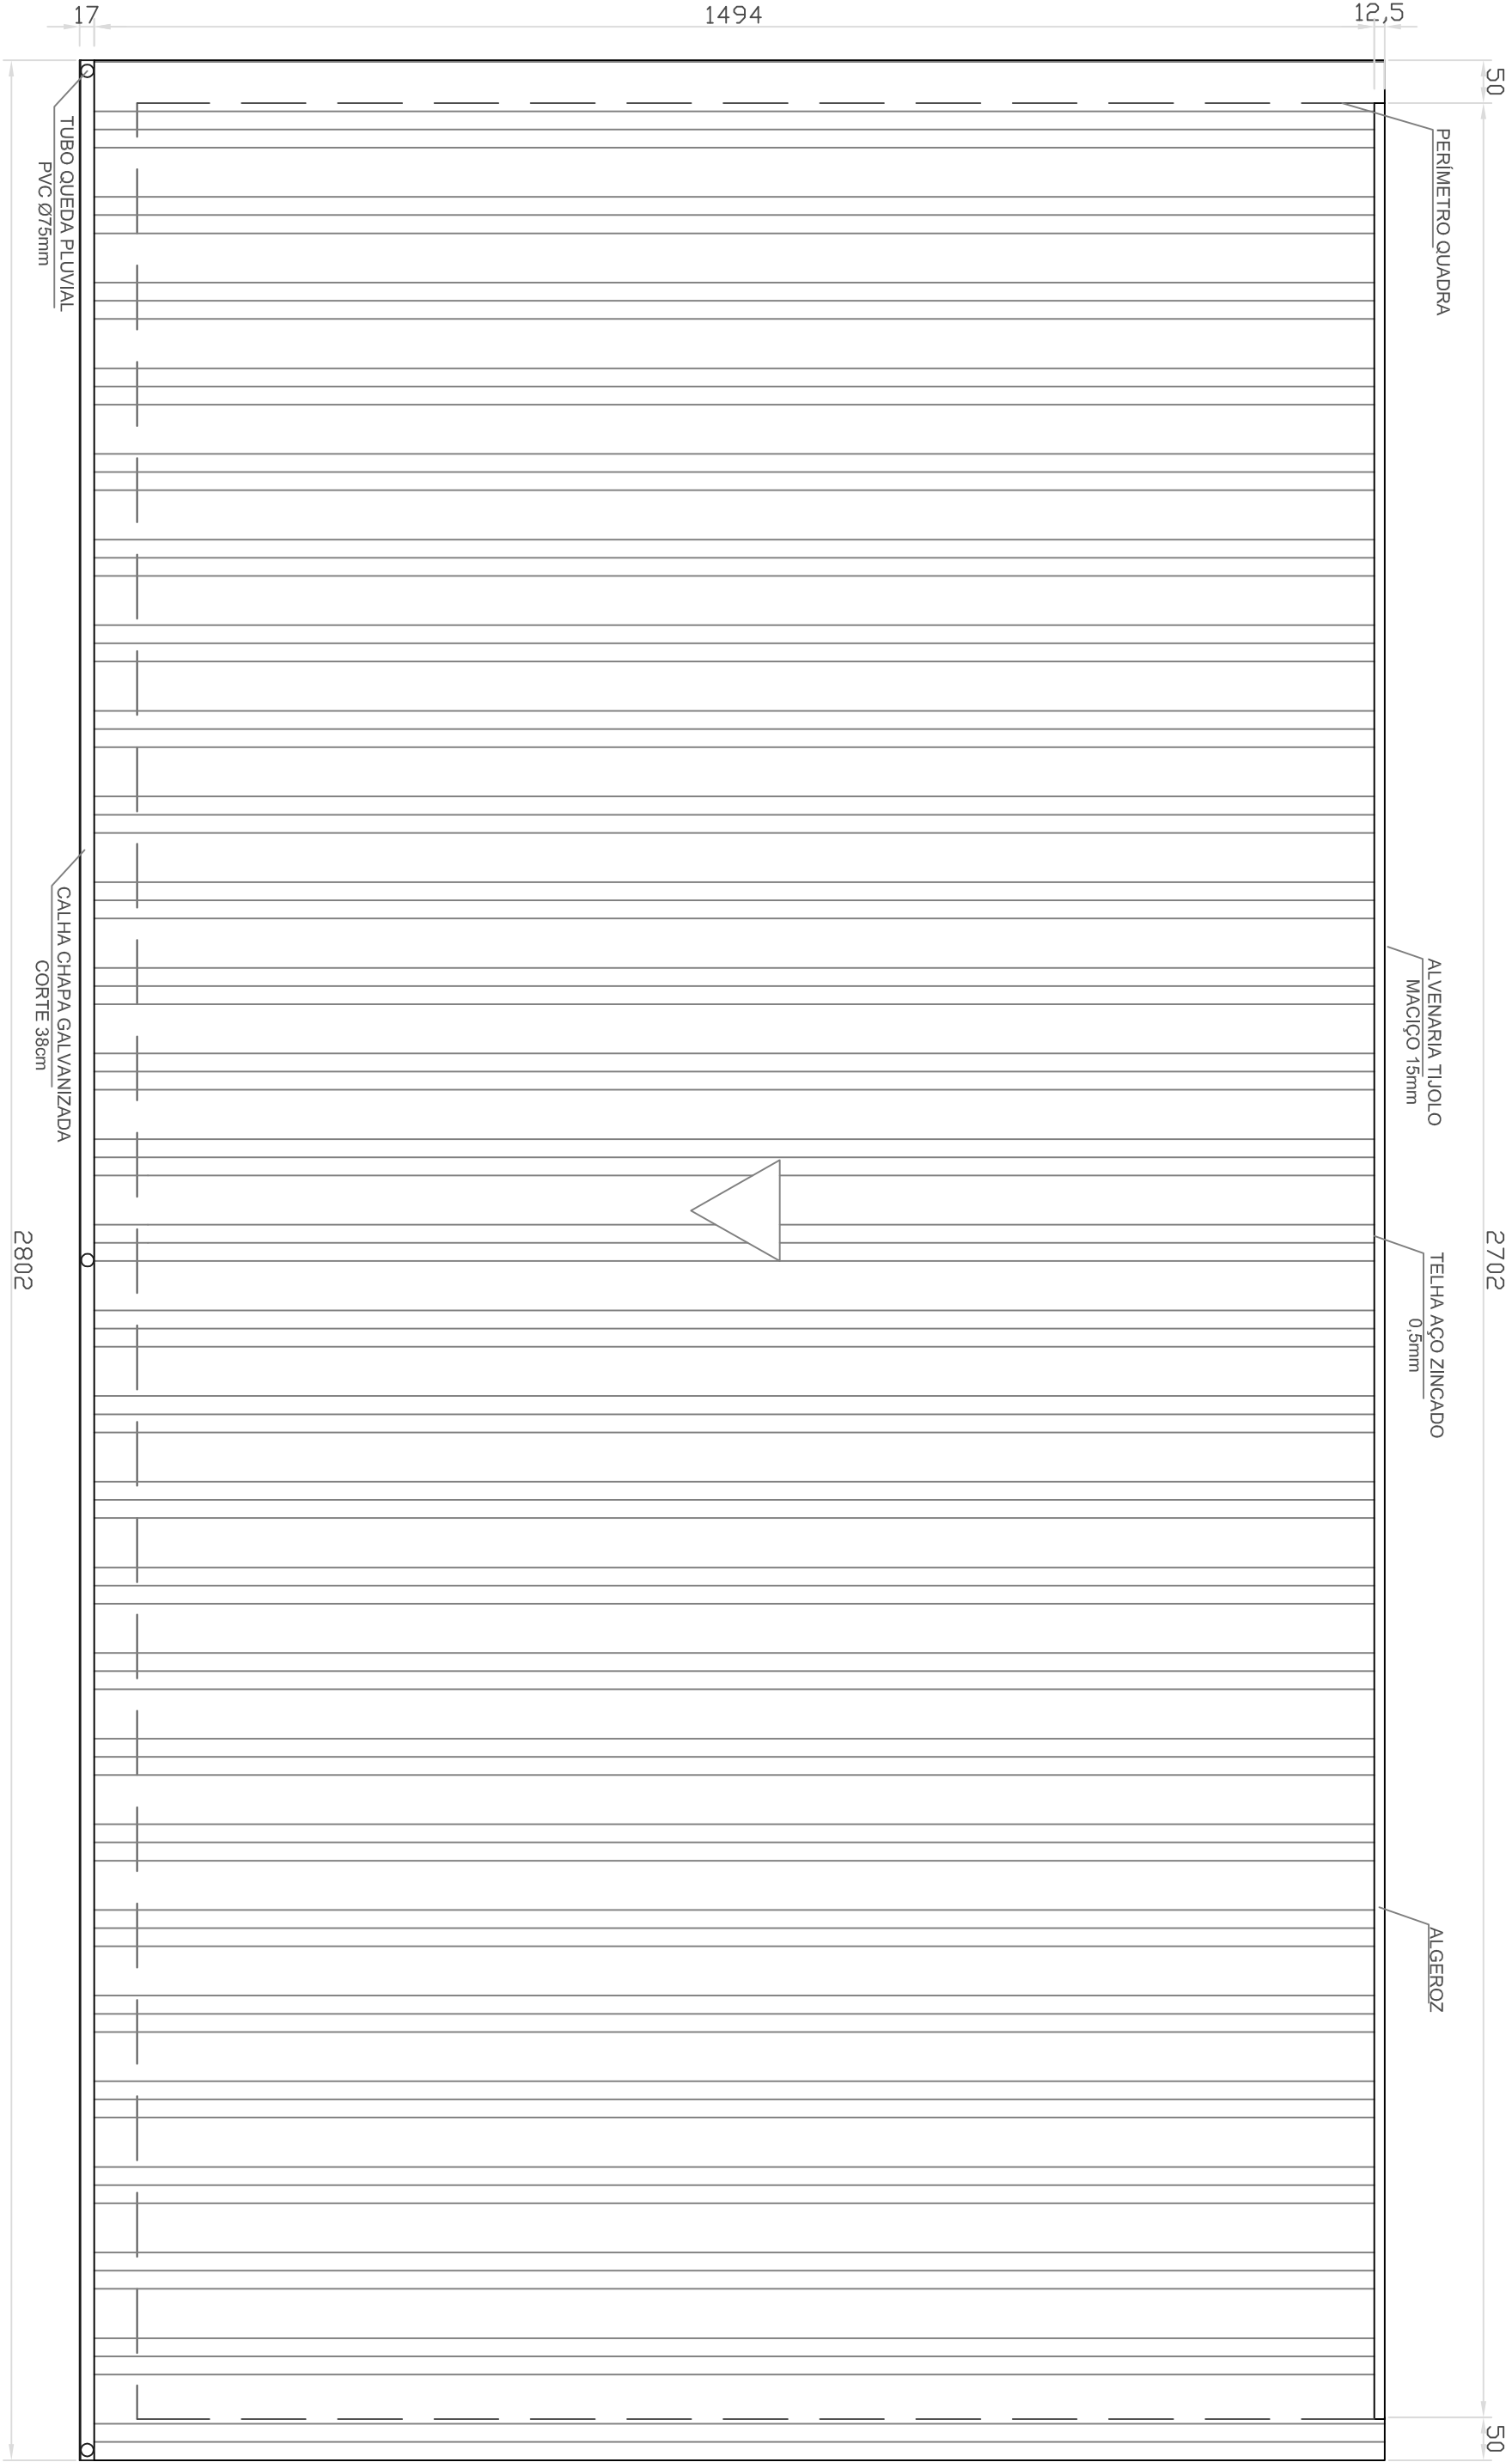 17
1494
12,5
50
PERÍMETRO QUADRA
TUBO QUEDA PLUVIAL
PVC Ø75mm
ALVENARIA TIJOLO
MACIÇO 15mm
CALHA CHAPA GALVANIZADA
CORTE 38cm
2802
2702
TELHA AÇO ZINCADO
0,5mm
ALGEROZ
50